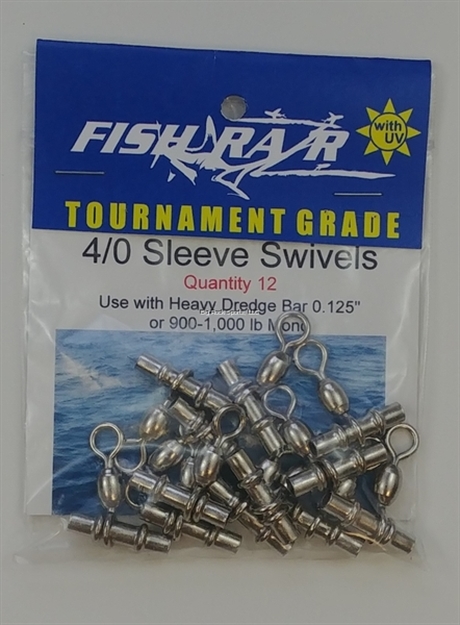 FISH RAZR
with
UV
TOURNAMENT GRADE
4/0 Sleeve Swivels
Quantity 12
Use with Heavy Dredge Bar 0.125"
or 900-1,000 lb Mono